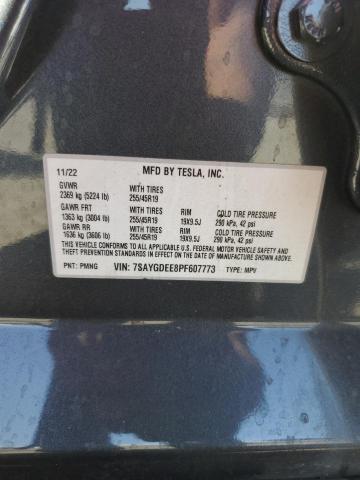 11/22 MFD BY TESLA, INC.
GVWR WITH TIRES
2369 kg (5224 lb) 255/45R19
GAWR FRT WITH TIRES RIM COLD TIRE PRESSURE
1363 kg (3004 lb) 255/45R19 19X9.5J 290 kPa, 42 psi
GAWR RR WITH TIRES RIM COLD TIRE PRESSURE
1636 kg (3606 lb) 255/45R19 19X9.5J 290 kPa, 42 psi
THIS VEHICLE CONFORMS TO ALL APPLICABLE U.S. FEDERAL MOTOR VEHICLE SAFETY AND
THEFT PREVENTION STANDARDS IN EFFECT ON THE DATE OF MANUFACTURE SHOWN ABOVE.
PNT: PMNG VIN: 7SAYGDEE8PF607773 TYPE: MPV